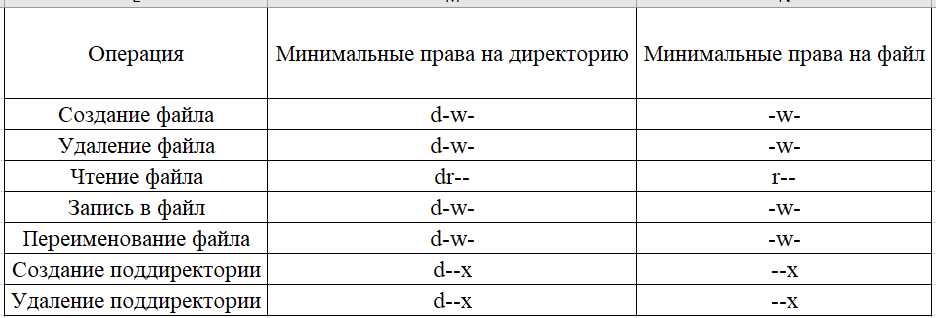 Операция Минимальные права на директорию Минимальные права на файл
Создание файла d-w- -w-
Удаление файла d-w- -w-
Чтение файла dr-- r--
Запись в файл d-w- -w-
Переименование файла d-w- -w-
Создание поддиректории d--x --x
Удаление поддиректории d--x --x